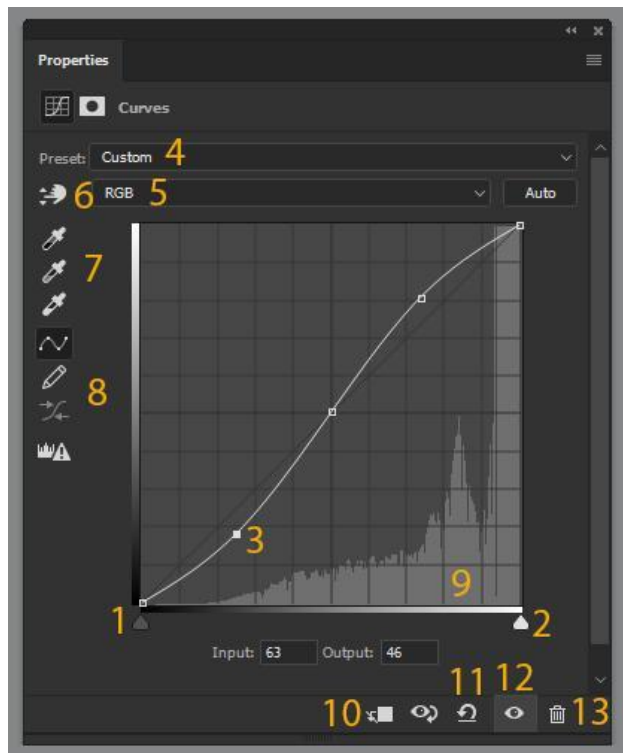 Properties
Curves
Preset: Custom 4
6 RGB 5 Auto
7
8
3
9
1 2
Input: 63 Output: 46
11 12
10 13